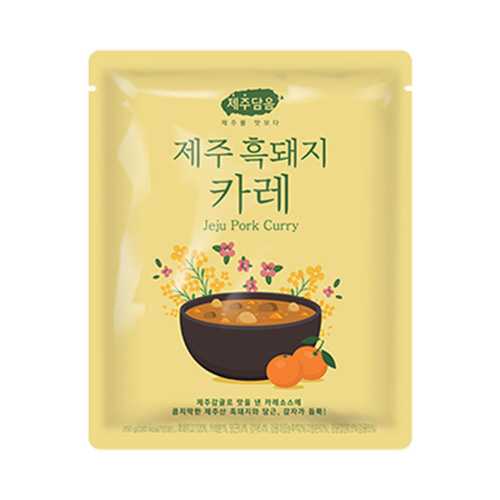 제주담음
제주를 맛보다
제주 흑돼지
카레
Jeju Pork Curry
제주감귤로 맛을 낸 카레소스에
큼지막한 제주산 흑돼지와 당근, 감자가 듬뿍!